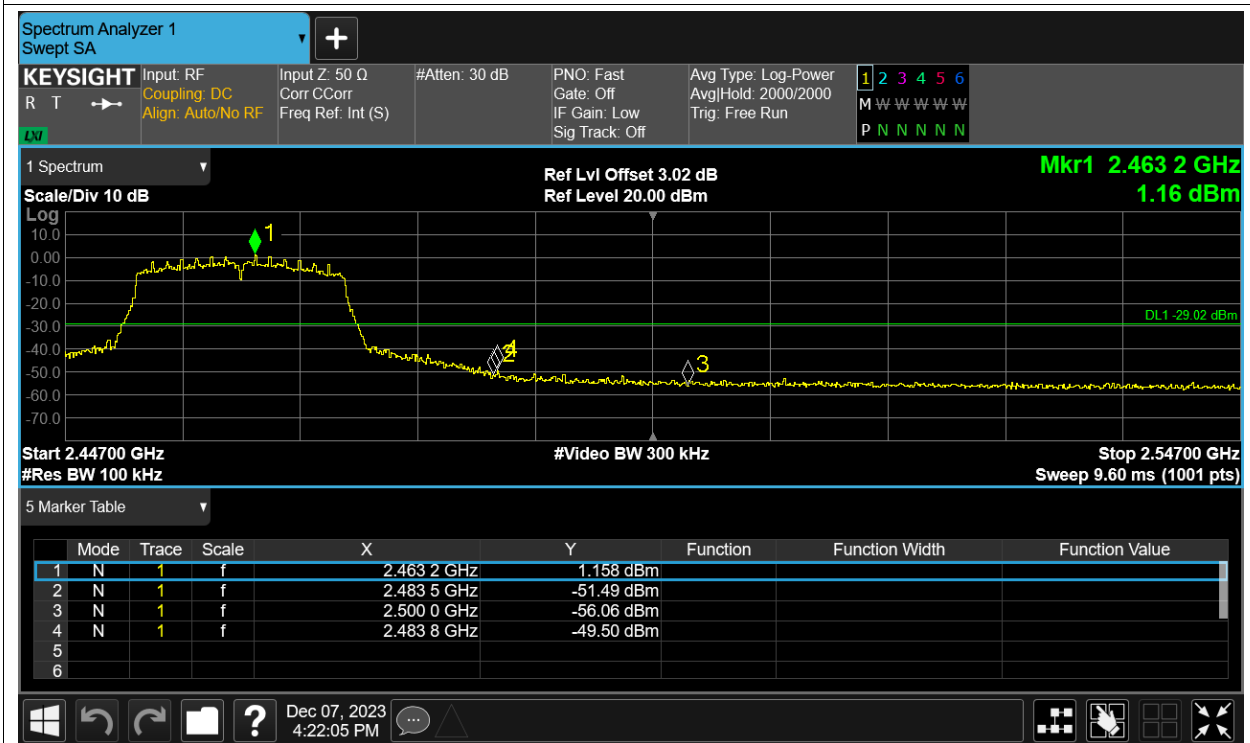 Spectrum Analyzer 1
Swept SA
KEYSIGHT
R T
LXI
Input: RF
Coupling: DC
Align: Auto/No RF
Input Z: 50 Ω
Corr CCorr
Freq Ref: Int (S)
#Atten: 30 dB
PNO: Fast
Gate: Off
IF Gain: Low
Sig Track: Off
Avg Type: Log-Power
Avg|Hold: 2000/2000
Trig: Free Run
1 2 3 4 5 6
M W W W W W
P N N N N N
1 Spectrum
Scale/Div 10 dB
Ref Lvl Offset 3.02 dB
Ref Level 20.00 dBm
Mkr1 2.463 2 GHz
1.16 dBm
Log
10.0
0.00
-10.0
-20.0
-30.0
-40.0
-50.0
-60.0
-70.0
1
2
4
3
DL1 -29.02 dBm
Start 2.44700 GHz
#Video BW 300 kHz
Stop 2.54700 GHz
#Res BW 100 kHz
Sweep 9.60 ms (1001 pts)
5 Marker Table
Mode Trace Scale X Y Function Function Width Function Value
1 N 1 f 2.463 2 GHz 1.158 dBm
2 N 1 f 2.483 5 GHz -51.49 dBm
3 N 1 f 2.500 0 GHz -56.06 dBm
4 N 1 f 2.483 8 GHz -49.50 dBm
5
6
?
Dec 07, 2023
4:22:05 PM